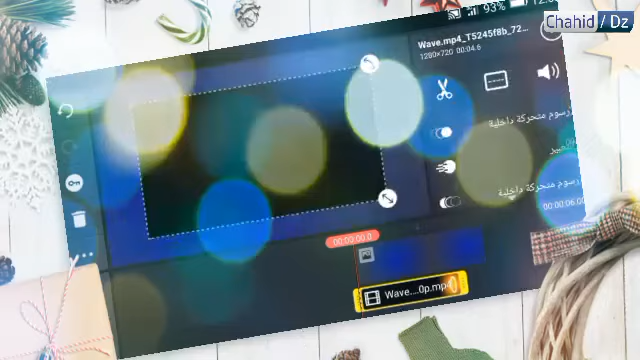 93%
Chahid / Dz
Wave.mp4_T5245f8b_72...
1280×720 00:04.6
رسوم متحركة داخلية
رسوم متحركة داخلية
00:00:06.00
00:00:00.0
Wave....0p.mp4